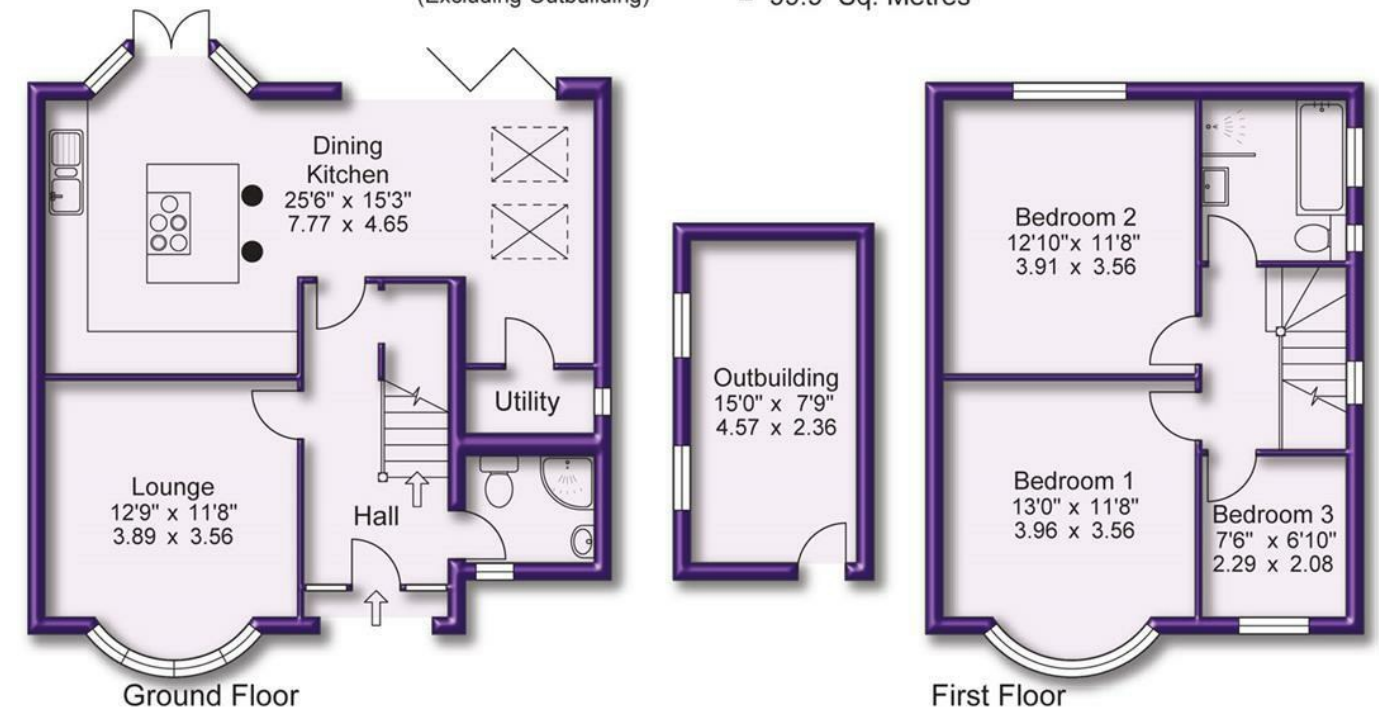 (Excluding Outbuilding)
Sq. Metres
Dining
Kitchen
25'6" x 15'3"
7.77 x 4.65
Utility
Lounge
12'9" x 11'8"
3.89 x 3.56
Hall
Ground Floor
Outbuilding
15'0" x 7'9"
4.57 x 2.36
Bedroom 2
12'10"x 11'8"
3.91 x 3.56
Bedroom 1
13'0" x 11'8"
3.96 x 3.56
Bedroom 3
7'6" x 6'10"
2.29 x 2.08
First Floor